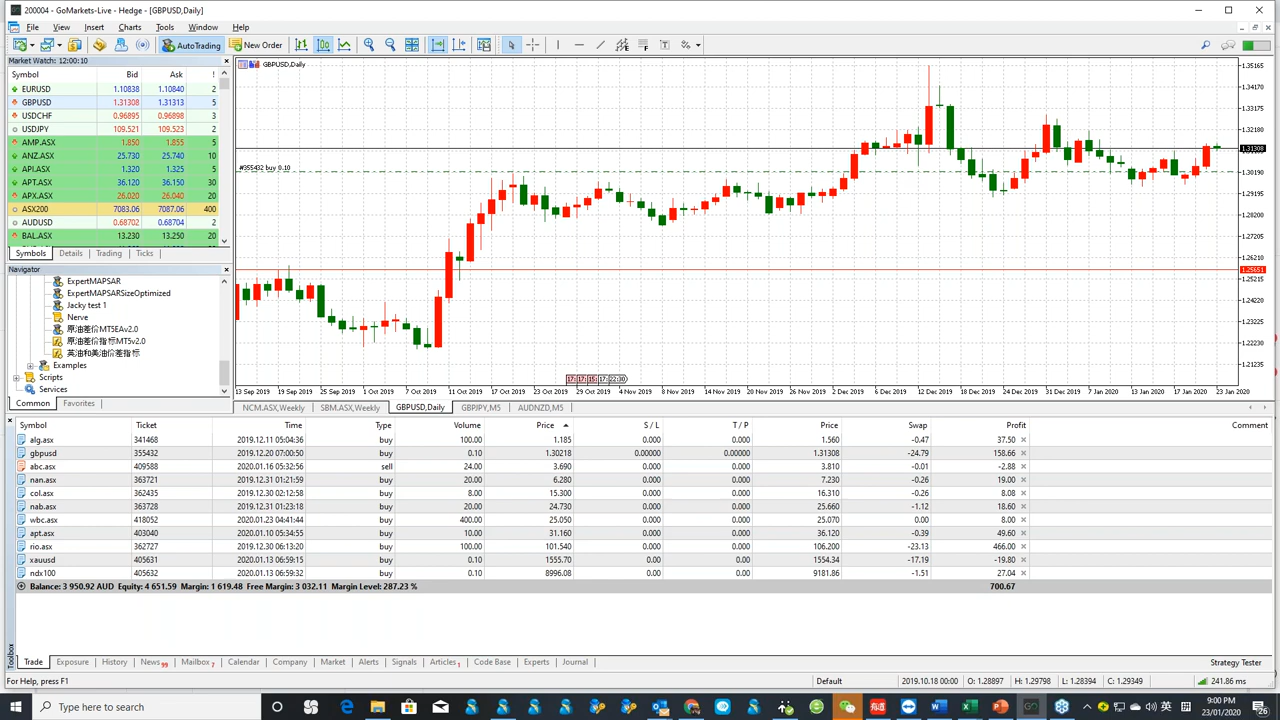 200004 - GoMarkets-Live - Hedge - [GBPUSD,Daily]
File View Insert Charts Tools Window Help
AutoTrading New Order
Market Watch: 12:00:10
Symbol Bid Ask !
EURUSD 1.10838 1.10840 2
GBPUSD 1.31308 1.31313 5
USDCHF 0.96895 0.96898 3
USDJPY 109.521 109.523 2
AMP.ASX 1.850 1.855 5
ANZ.ASX 25.730 25.740 10
API.ASX 1.320 1.325 5
APT.ASX 36.120 36.150 30
APX.ASX 26.020 26.040 20
ASX200 7083.06 7087.06 400
AUDUSD 0.68702 0.68704 2
BAL.ASX 13.230 13.250 20
Symbols Details Trading Ticks
Navigator
ExpertMAPSAR
ExpertMAPSARSizeOptimized
Jacky test 1
Nerve
原油差价MT5EAv2.0
原油差价指标MT5v2.0
英油和美油价差指标
Examples
Scripts
Services
Common Favorites
GBPUSD,Daily
#355432 buy 0.10
1.35165
1.34170
1.33210
1.32180
1.31308
1.30190
1.29195
1.28200
1.27205
1.26210
1.25651
1.25215
1.24220
1.23225
1.22230
1.21235
17: 17: 15: 17: 22:30
13 Sep 2019 19 Sep 2019 25 Sep 2019 1 Oct 2019 7 Oct 2019 11 Oct 2019 17 Oct 2019 23 Oct 2019 29 Oct 2019 4 Nov 2019 8 Nov 2019 14 Nov 2019 20 Nov 2019 26 Nov 2019 2 Dec 2019 6 Dec 2019 12 Dec 2019 18 Dec 2019 24 Dec 2019 31 Dec 2019 7 Jan 2020 13 Jan 2020 17 Jan 2020 23 Jan 2020
NCM.ASX,Weekly SBM.ASX,Weekly GBPUSD,Daily GBPJPY,M5 AUDNZD,M5
Symbol Ticket Time Type Volume Price S / L T / P Price Swap Profit Comment
alg.asx 341468 2019.12.11 05:04:36 buy 100.00 1.185 0.000 0.000 1.560 -0.47 37.50
gbpusd 355432 2019.12.20 07:00:50 buy 0.10 1.30218 0.00000 0.00000 1.31308 -24.79 158.66
abc.asx 409588 2020.01.16 05:32:56 sell 24.00 3.690 0.000 0.000 3.810 -0.01 -2.88
nan.asx 363721 2019.12.31 01:21:59 buy 20.00 6.280 0.000 0.000 7.230 -0.26 19.00
col.asx 362435 2019.12.30 02:12:58 buy 8.00 15.300 0.000 0.000 16.310 -0.26 8.08
nab.asx 363728 2019.12.31 01:23:18 buy 20.00 24.730 0.000 0.000 25.660 -1.12 18.60
wbc.asx 418052 2020.01.23 04:41:44 buy 400.00 25.050 0.000 0.000 25.070 0.00 8.00
apt.asx 403040 2020.01.10 05:34:55 buy 10.00 31.160 0.000 0.000 36.120 -0.39 49.60
rio.asx 362727 2019.12.30 06:13:20 buy 100.00 101.540 0.000 0.000 106.200 -23.13 466.00
xauusd 405631 2020.01.13 06:59:15 buy 0.10 1555.70 0.00 0.00 1554.34 -17.19 -19.80
ndx100 405632 2020.01.13 06:59:32 buy 0.10 8996.08 0.00 0.00 9181.86 -1.51 27.04
Balance: 3 950.92 AUD Equity: 4 651.59 Margin: 1 619.48 Free Margin: 3 032.11 Margin Level: 287.23 % 700.67
Toolbox
Trade Exposure History News 99 Mailbox 7 Calendar Company Market Alerts Signals Articles 1 Code Base Experts Journal Strategy Tester
For Help, press F1 Default 2019.10.18 00:00 O: 1.28897 H: 1.29798 L: 1.28394 C: 1.29349 241.86 ms
Type here to search
英
9:00 PM
23/01/2020